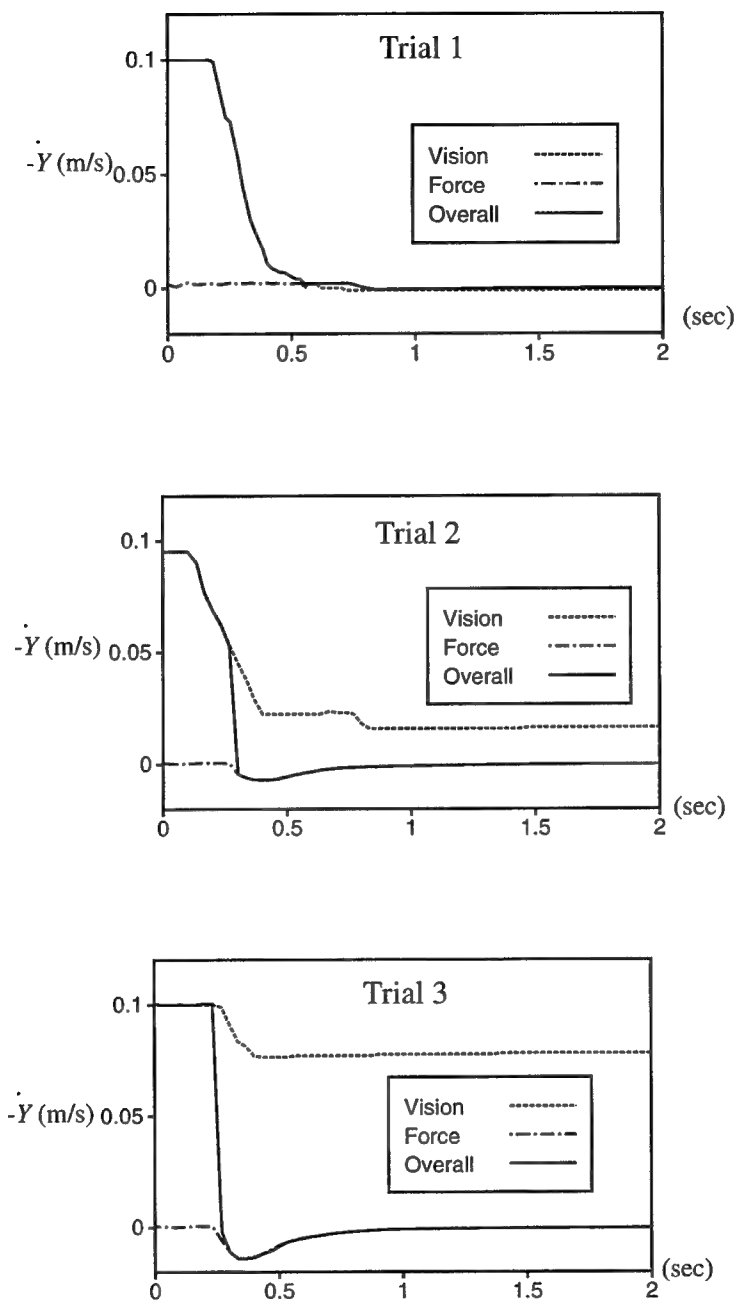 Trial 1
0.1
-Ẏ (m/s)
0.05
0
Vision
Force
Overall
(sec)
0 0.5 1 1.5 2
Trial 2
0.1
-Ẏ (m/s)
0.05
0
Vision
Force
Overall
(sec)
0 0.5 1 1.5 2
Trial 3
0.1
-Ẏ (m/s)
0.05
0
Vision
Force
Overall
(sec)
0 0.5 1 1.5 2